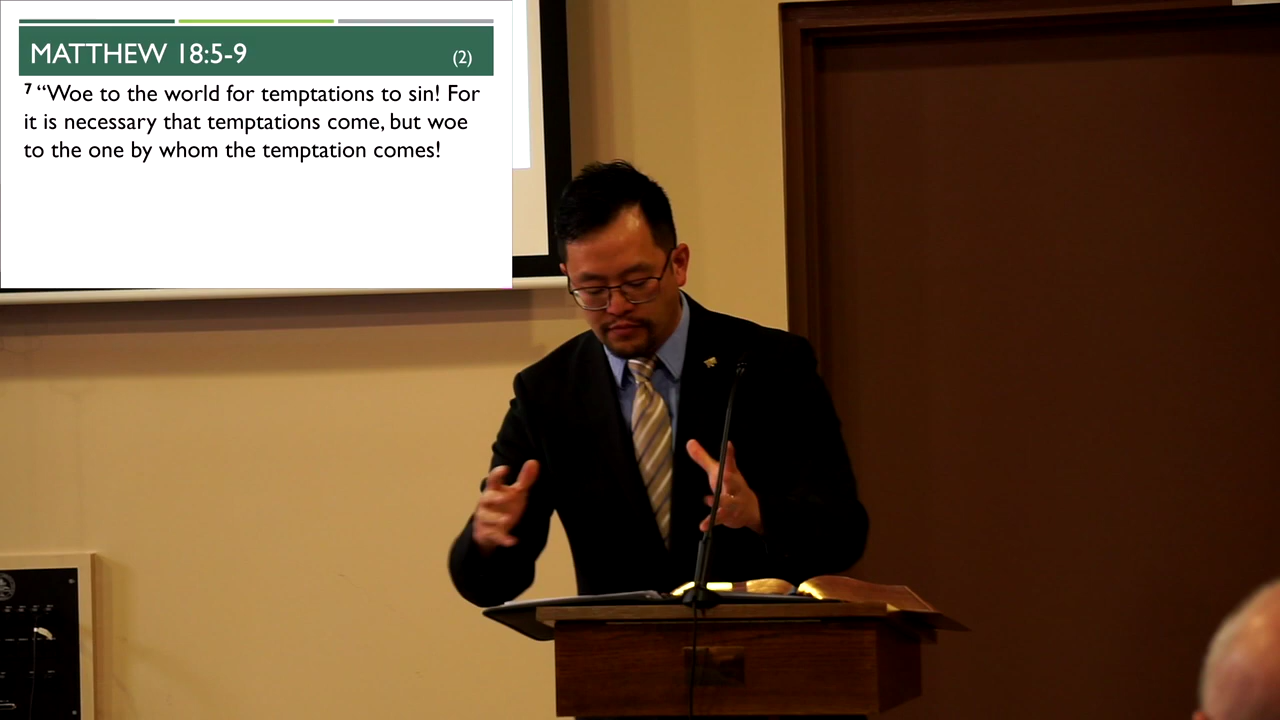 MATTHEW 18:5-9 (2)
7 “Woe to the world for temptations to sin! For
it is necessary that temptations come, but woe
to the one by whom the temptation comes!